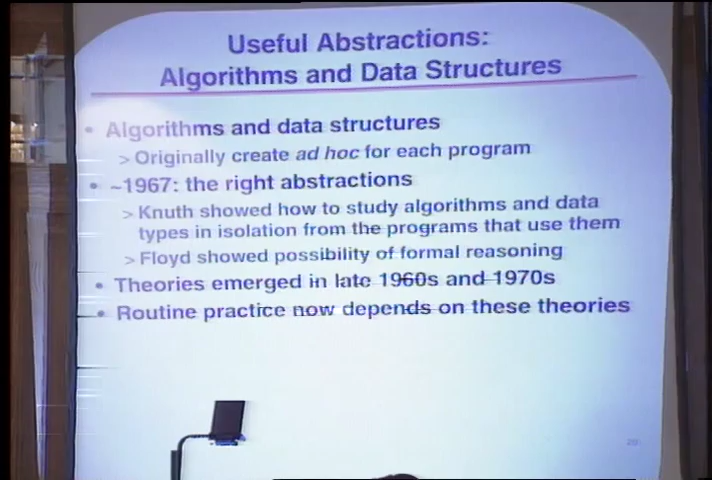 Useful Abstractions:
Algorithms and Data Structures
• Algorithms and data structures
> Originally create ad hoc for each program
• ~1967: the right abstractions
> Knuth showed how to study algorithms and data
types in isolation from the programs that use them
> Floyd showed possibility of formal reasoning
• Theories emerged in late 1960s and 1970s
• Routine practice now depends on these theories